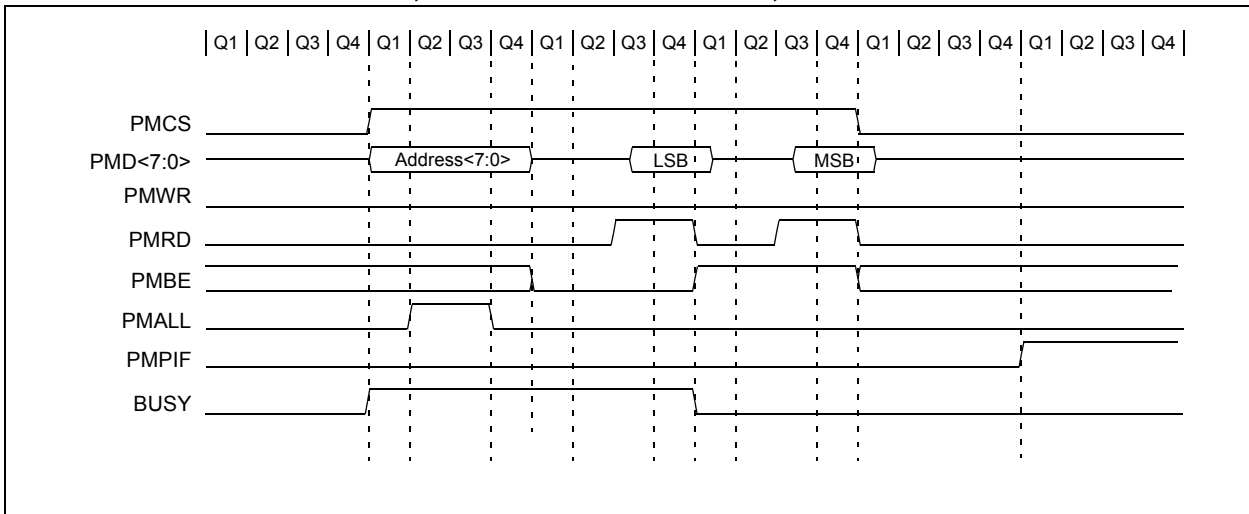 Q1 Q2 Q3 Q4 Q1 Q2 Q3 Q4 Q1 Q2 Q3 Q4 Q1 Q2 Q3 Q4 Q1 Q2 Q3 Q4 Q1 Q2 Q3 Q4
PMCS
PMD<7:0> Address<7:0> LSB MSB
PMWR
PMRD
PMBE
PMALL
PMPIF
BUSY